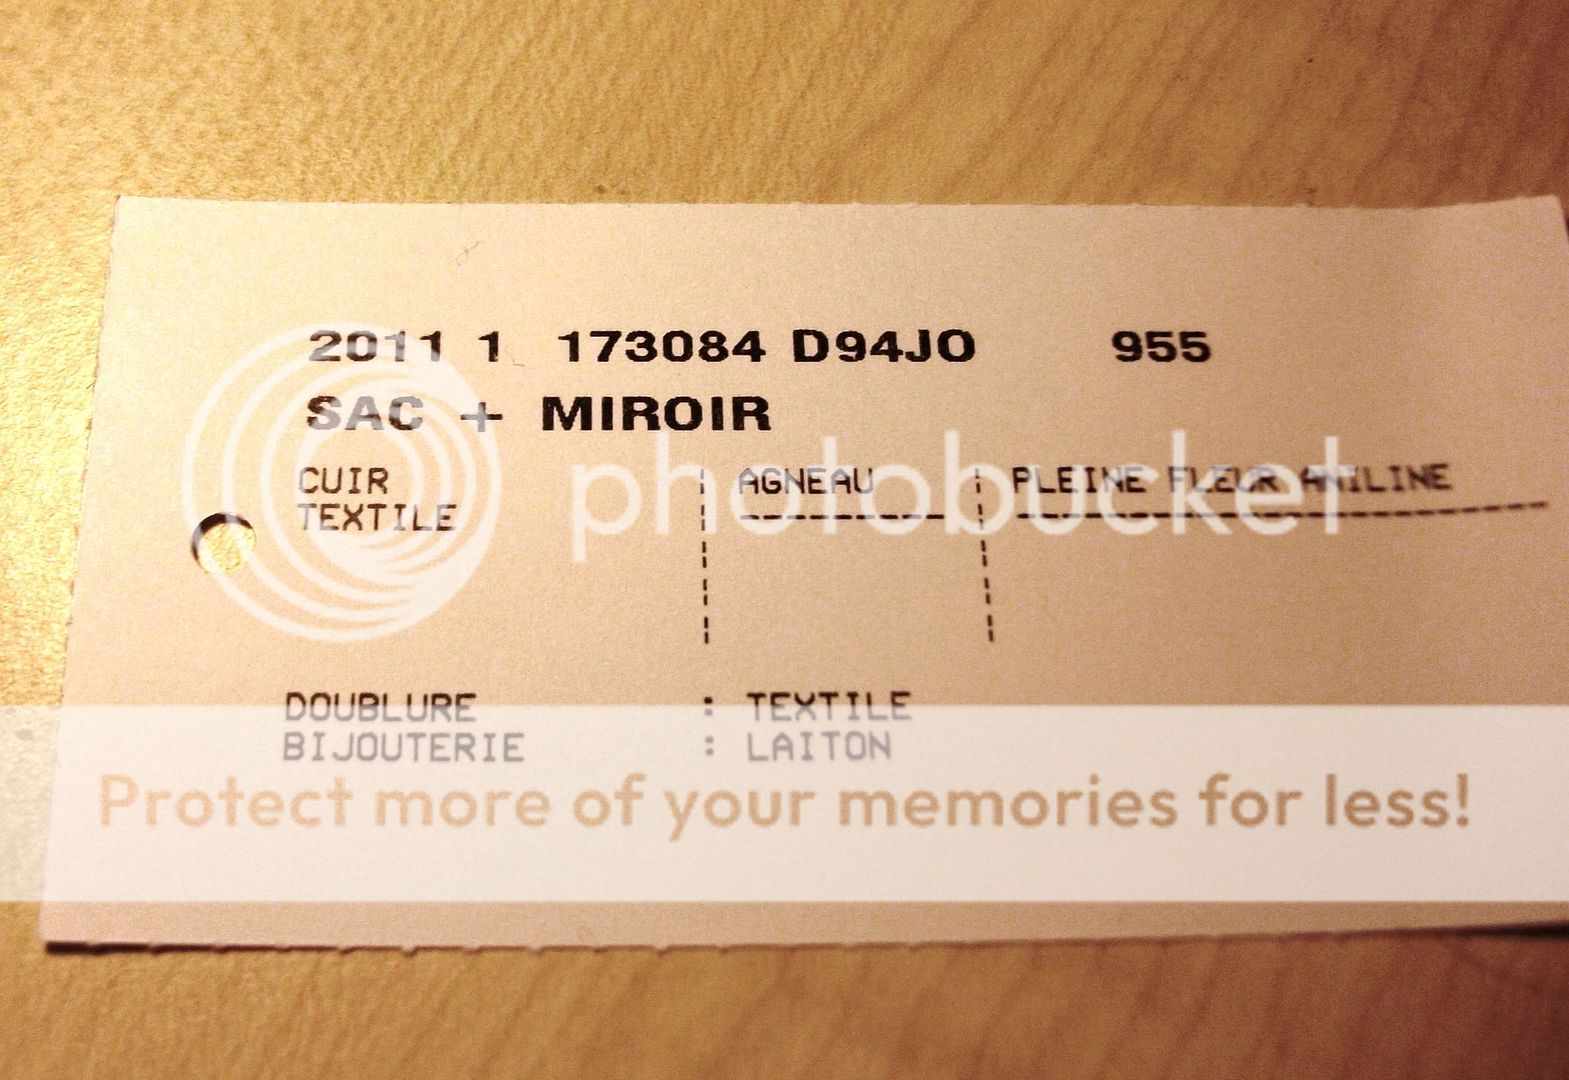 2011 1 173084 D94JO 955
SAC + MIROIR
CUIR AGNEAU PLEINE FLEUR ANILINE
TEXTILE
photobucket
DOUBLURE : TEXTILE
BIJOUTERIE : LAITON
Protect more of your memories for less!